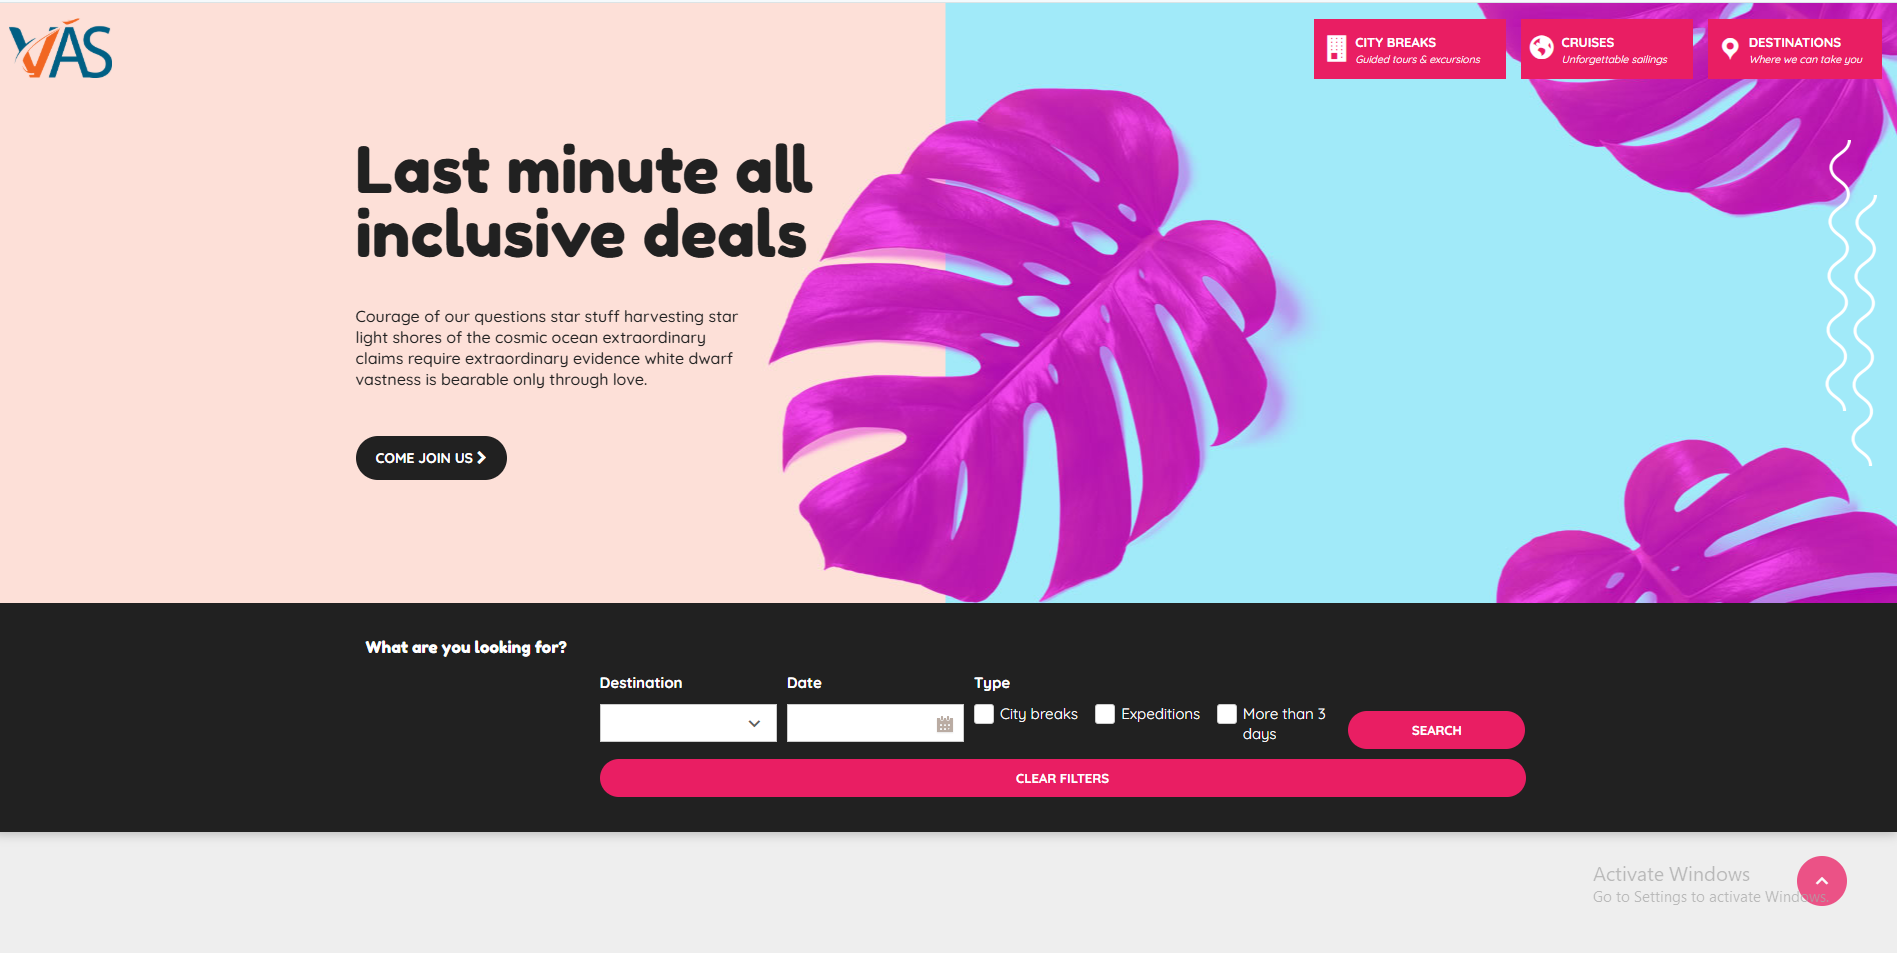 VAS
CITY BREAKS
Guided tours & excursions
CRUISES
Unforgettable sailings
DESTINATIONS
Where we can take you
Last minute all
inclusive deals
Courage of our questions star stuff harvesting star
light shores of the cosmic ocean extraordinary
claims require extraordinary evidence white dwarf
vastness is bearable only through love.
COME JOIN US
What are you looking for?
Destination
Date
Type
City breaks
Expeditions
More than 3
days
SEARCH
CLEAR FILTERS
Activate Windows
Go to Settings to activate Windows.